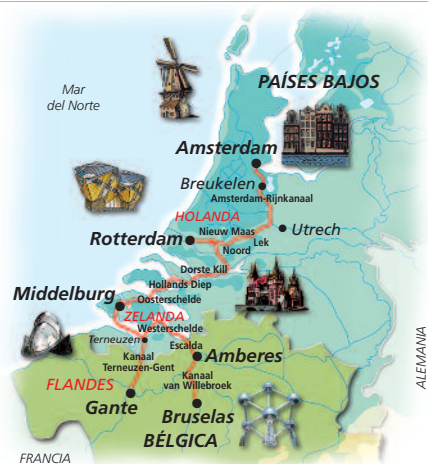 Mar
del Norte
PAÍSES BAJOS
Amsterdam
Breukelen
Amsterdam-Rijnkanaal
HOLANDA
Utrech
Nieuw Maas
Rotterdam
Lek
Noord
Dorste Kill
Hollands Diep
Middelburg
Oosterschelde
ZELANDA
Westerschelde
Terneuzen
Escalda
Kanaal
Terneuzen-Gent
Amberes
Kanaal
van Willebroek
FLANDES
Gante
Bruselas
BÉLGICA
ALEMANIA
FRANCIA